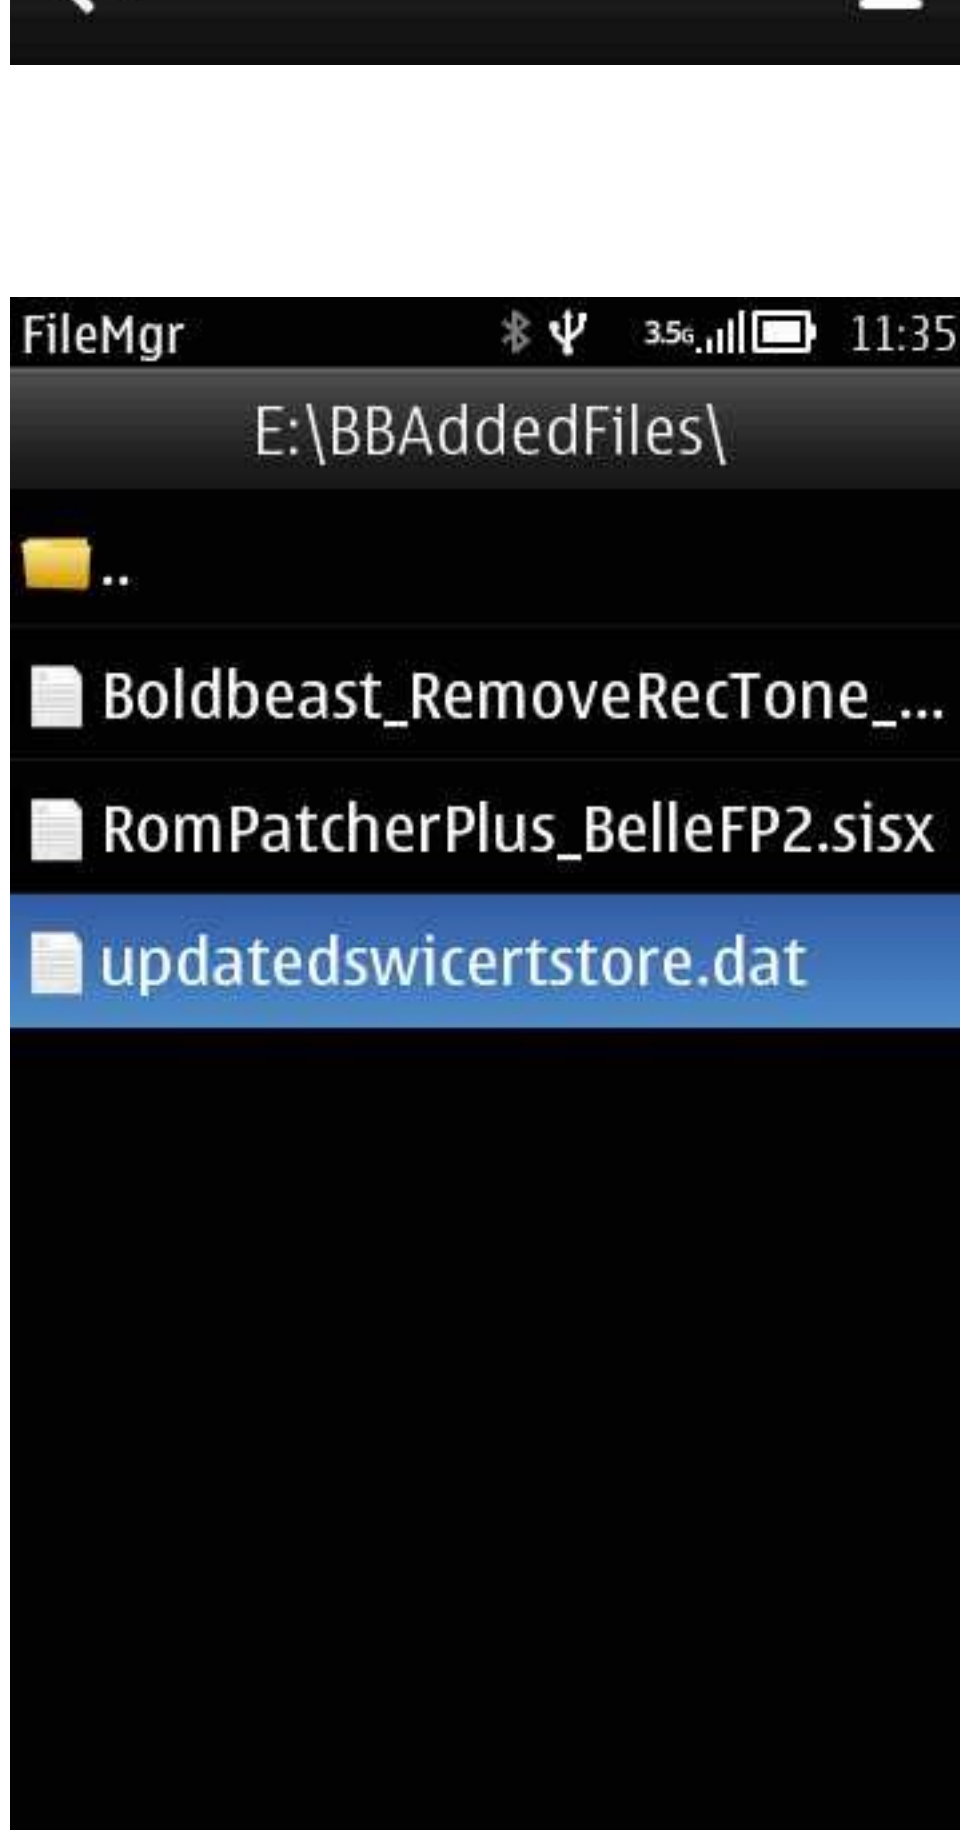 FileMgr 3.5G 11:35
E:\BBAddedFiles\
..
Boldbeast_RemoveRecTone_...
RomPatcherPlus_BelleFP2.sisx
updatedswicertstore.dat